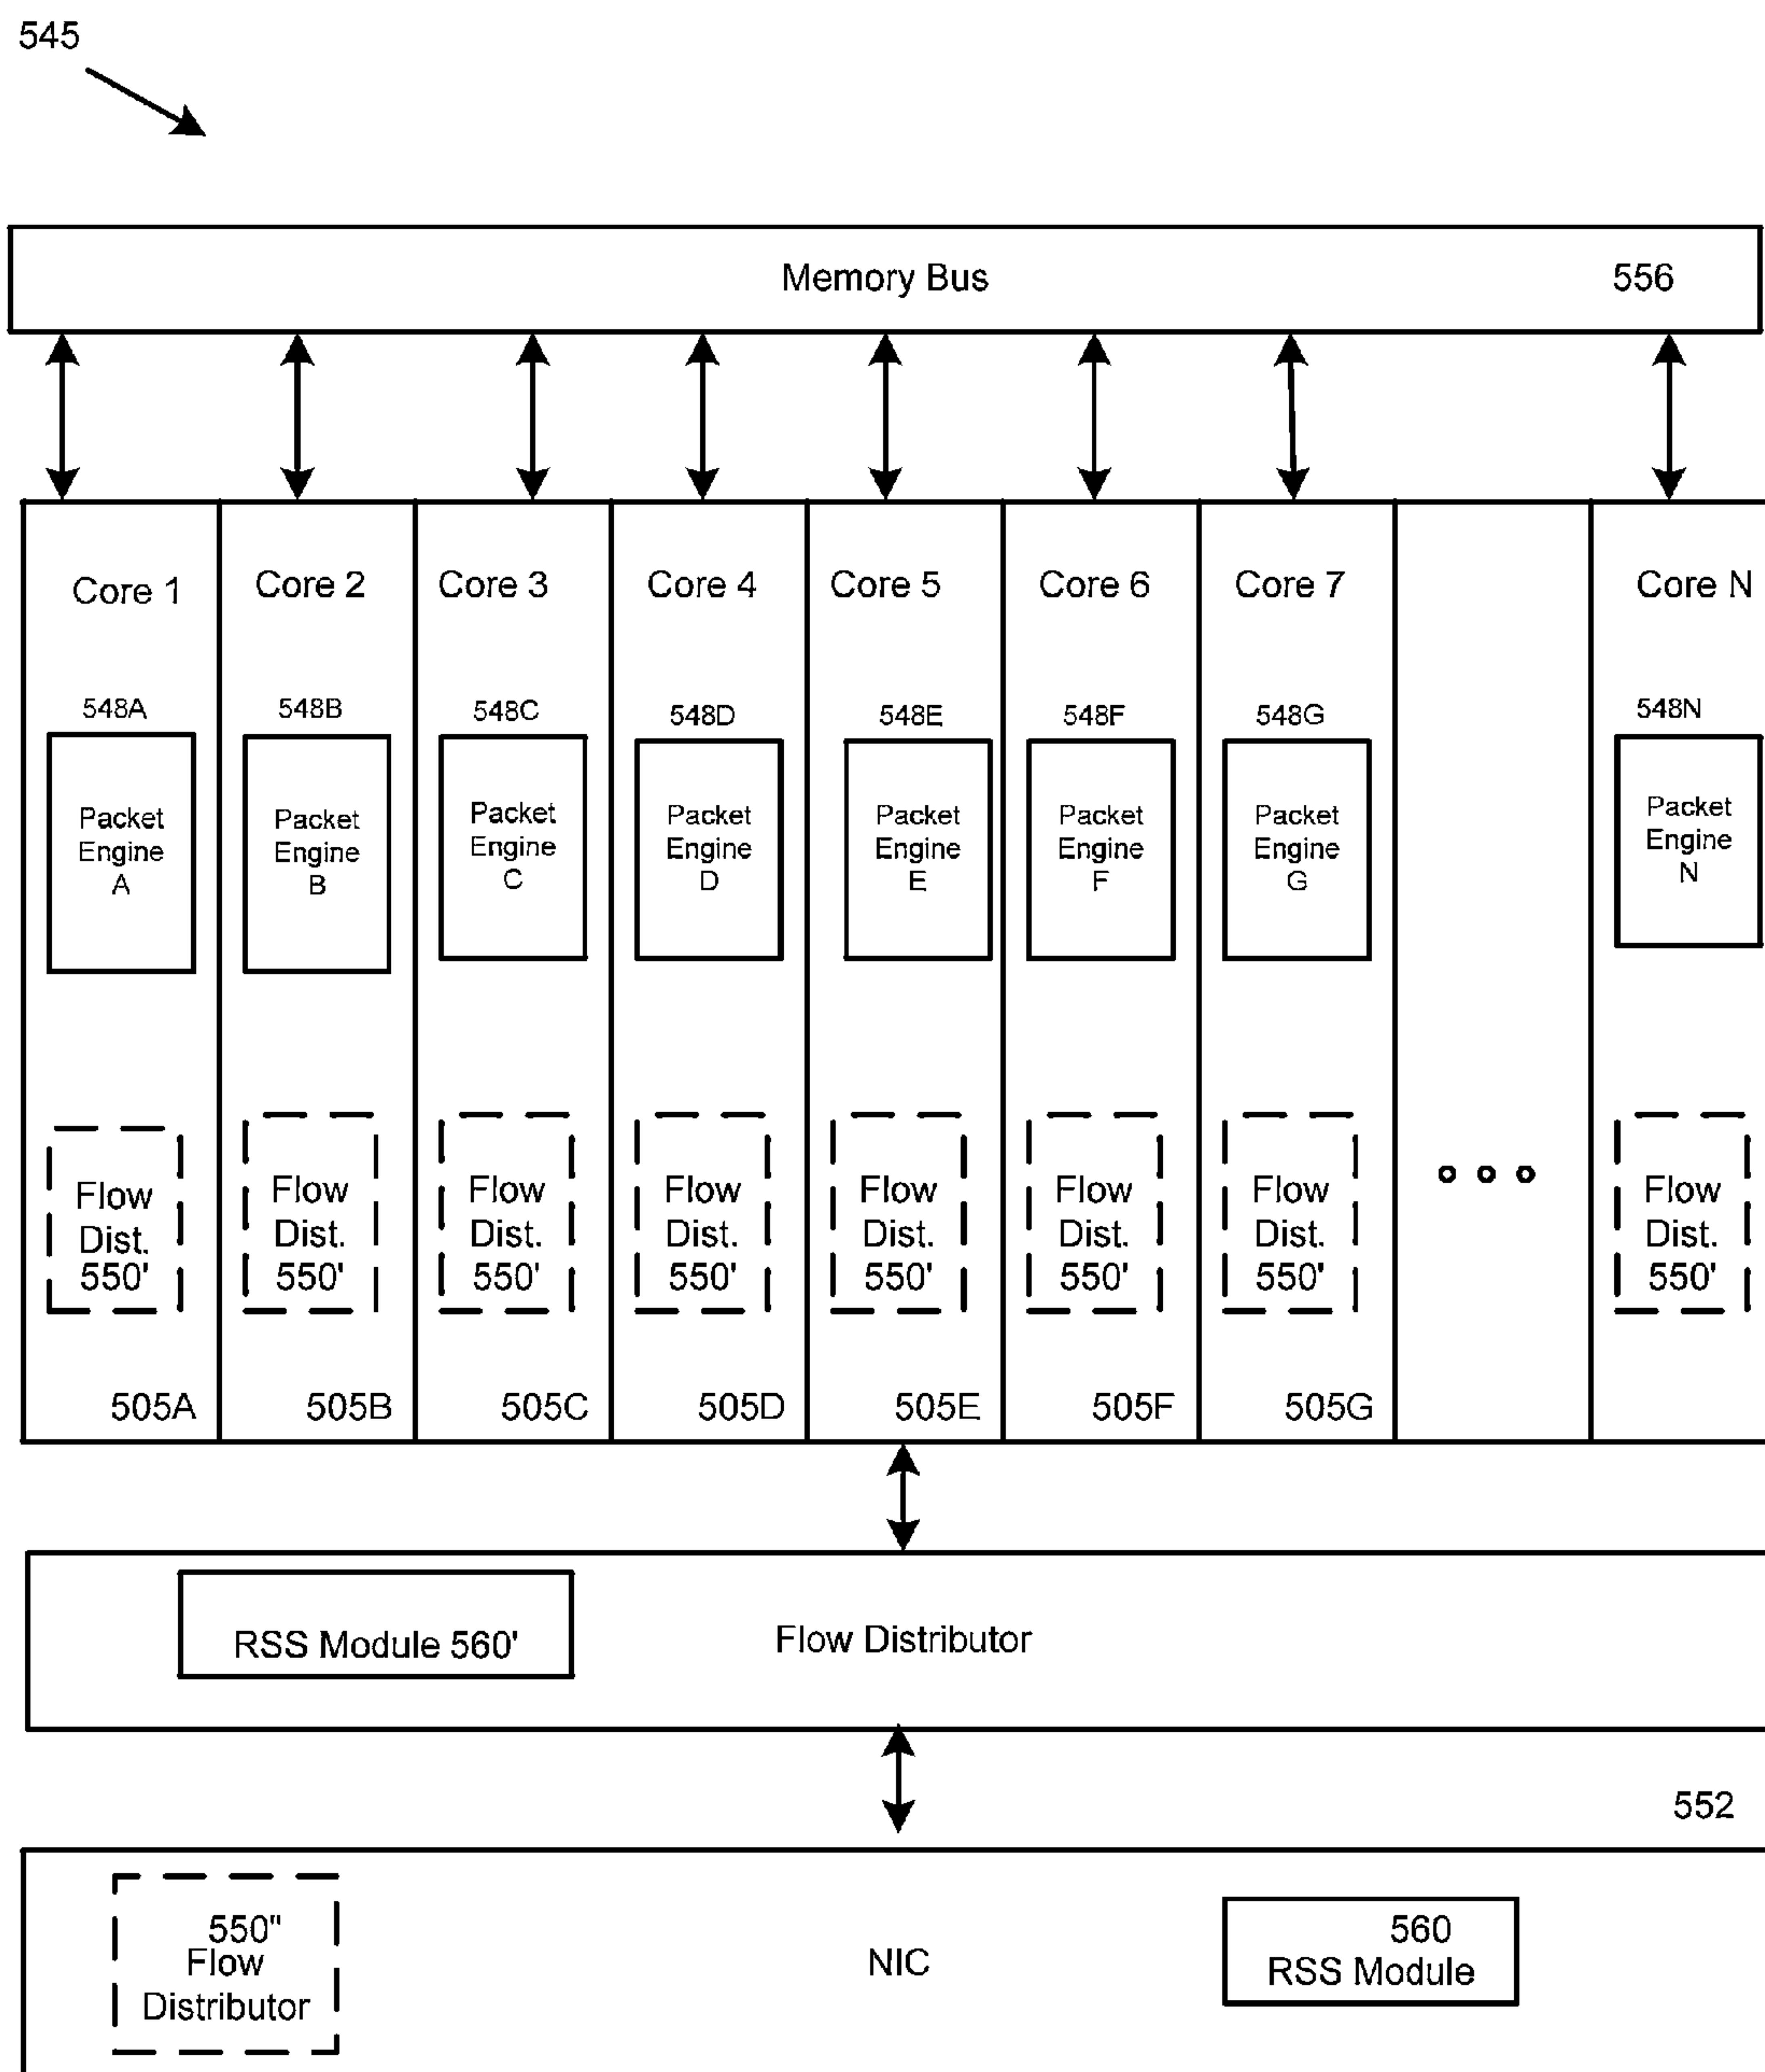 545
Memory Bus 556
Core 1 Core 2 Core 3 Core 4 Core 5 Core 6 Core 7 Core N
548A 548B 548C 548D 548E 548F 548G 548N
Packet
Engine
A
Packet
Engine
B
Packet
Engine
C
Packet
Engine
D
Packet
Engine
E
Packet
Engine
F
Packet
Engine
G
Packet
Engine
N
Flow
Dist.
550'
Flow
Dist.
550'
Flow
Dist.
550'
Flow
Dist.
550'
Flow
Dist.
550'
Flow
Dist.
550'
Flow
Dist.
550'
Flow
Dist.
550'
505A 505B 505C 505D 505E 505F 505G
RSS Module 560'
Flow Distributor
552
550"
Flow
Distributor
NIC
560
RSS Module